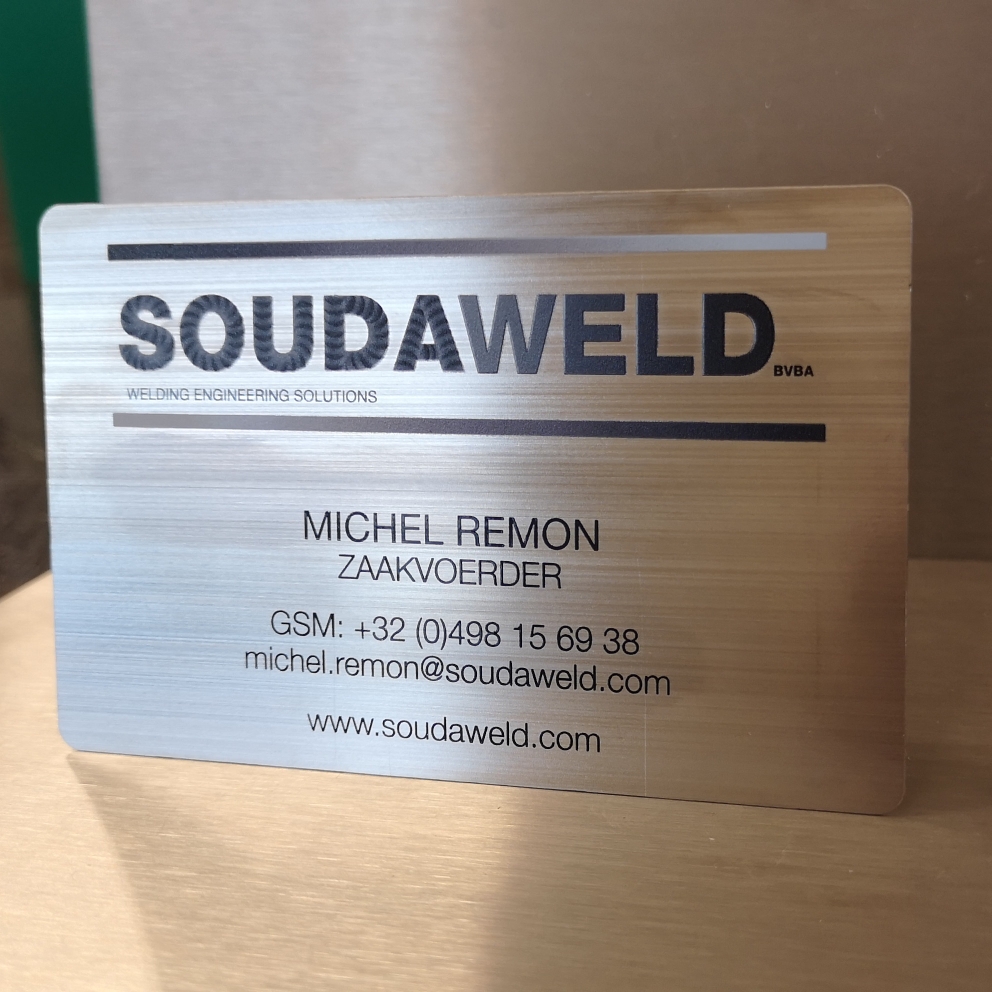 SOUDAWELD BVBA
WELDING ENGINEERING SOLUTIONS
MICHEL REMON
ZAAKVOERDER
GSM: +32 (0)498 15 69 38
michel.remon@soudaweld.com
www.soudaweld.com